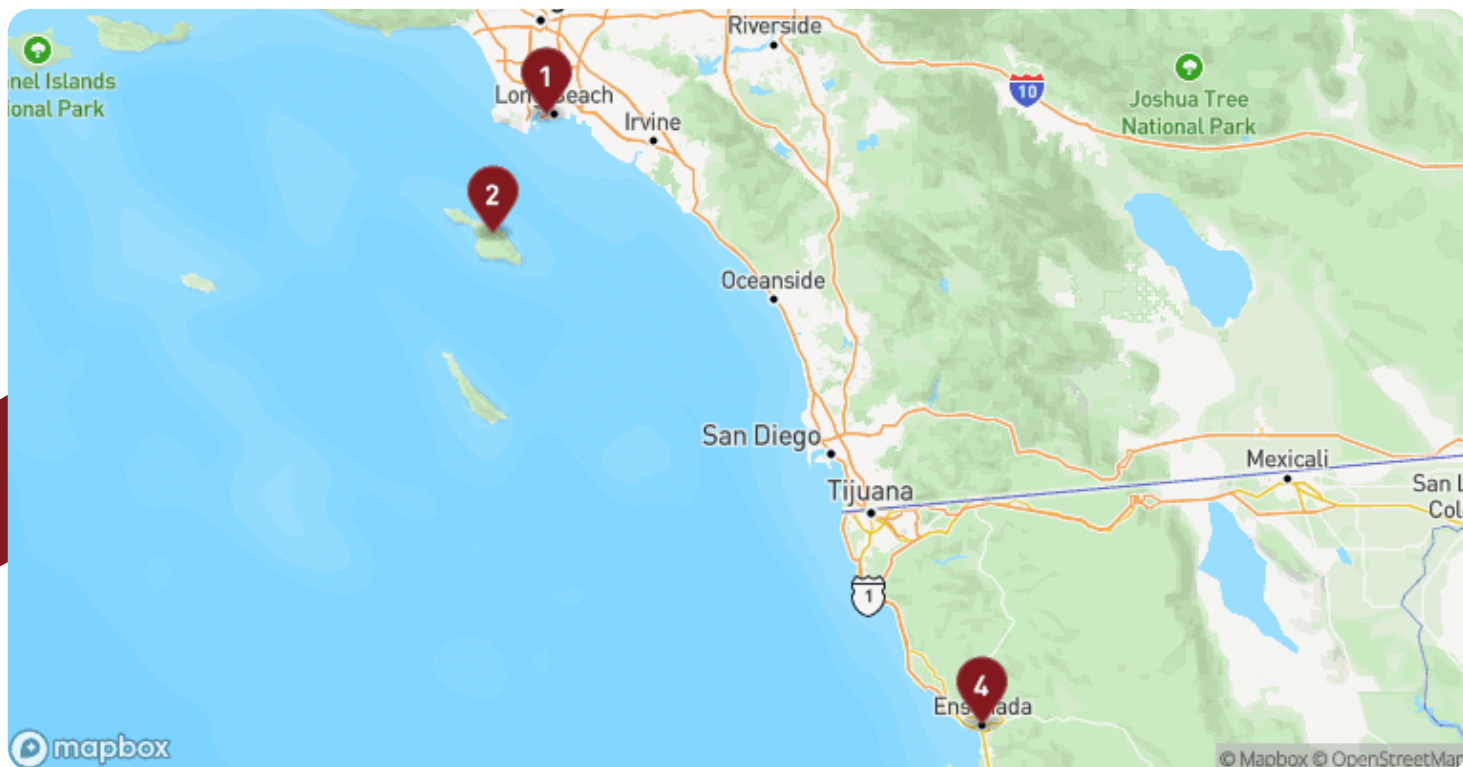 Riverside
1
Long Beach
nel Islands
ional Park
10
Joshua Tree
National Park
Irvine
2
Oceanside
San Diego
Mexicali
Tijuana
San L
Col
1
4
Ensenada
mapbox
© Mapbox © OpenStreetMap